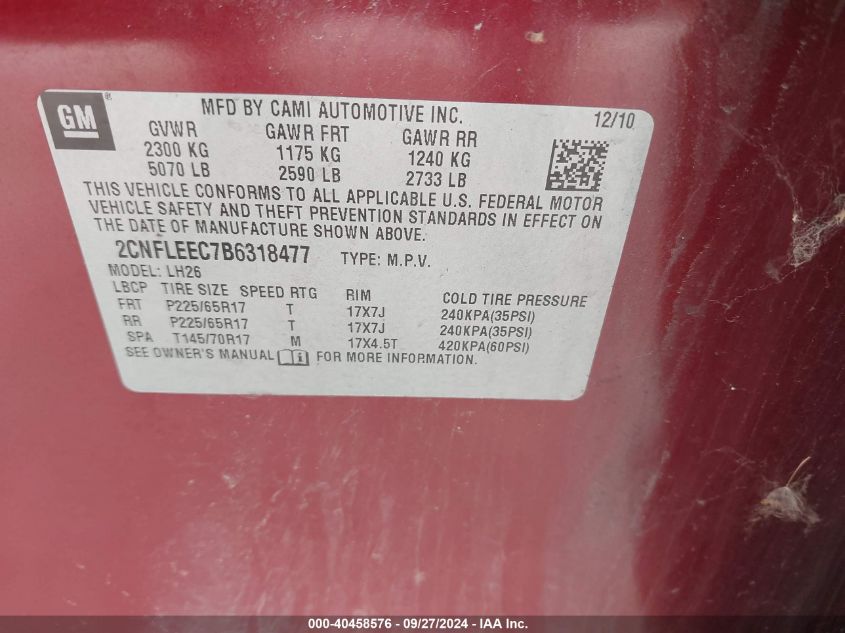 GM ® MFD BY CAMI AUTOMOTIVE INC. 12/10
GVWR GAWR FRT GAWR RR
2300 KG 1175 KG 1240 KG
5070 LB 2590 LB 2733 LB
THIS VEHICLE CONFORMS TO ALL APPLICABLE U.S. FEDERAL MOTOR
VEHICLE SAFETY AND THEFT PREVENTION STANDARDS IN EFFECT ON
THE DATE OF MANUFACTURE SHOWN ABOVE.
2CNFLEEC7B6318477 TYPE: M.P.V.
MODEL: LH26
LBCP TIRE SIZE SPEED RTG RIM COLD TIRE PRESSURE
FRT P225/65R17 T 17X7J 240KPA(35PSI)
RR P225/65R17 T 17X7J 240KPA(35PSI)
SPA T145/70R17 M 17X4.5T 420KPA(60PSI)
SEE OWNER'S MANUAL FOR MORE INFORMATION.
000-40458576 - 09/27/2024 - IAA Inc.